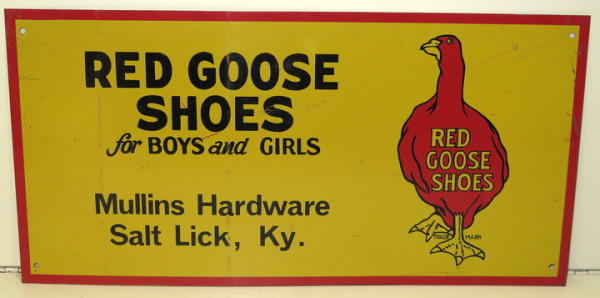 RED GOOSE
SHOES
for BOYS and GIRLS
Mullins Hardware
Salt Lick, Ky.
RED
GOOSE
SHOES
TRADE MARK